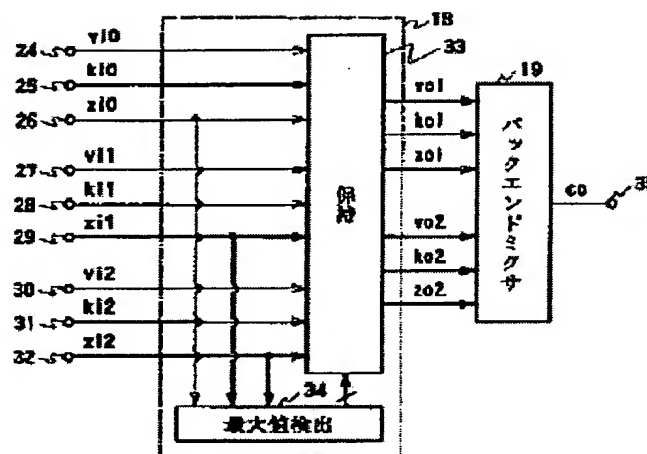 18
24 vi0
33
25 ki0
19
26 zi0
vo1
ko1
zo1
27 vi1
28 ki1
29 zi1
保持
バックエンドミクサ
vo2
ko2
zo2
30 vi2
31 ki2
32 zi2
34
最大値検出